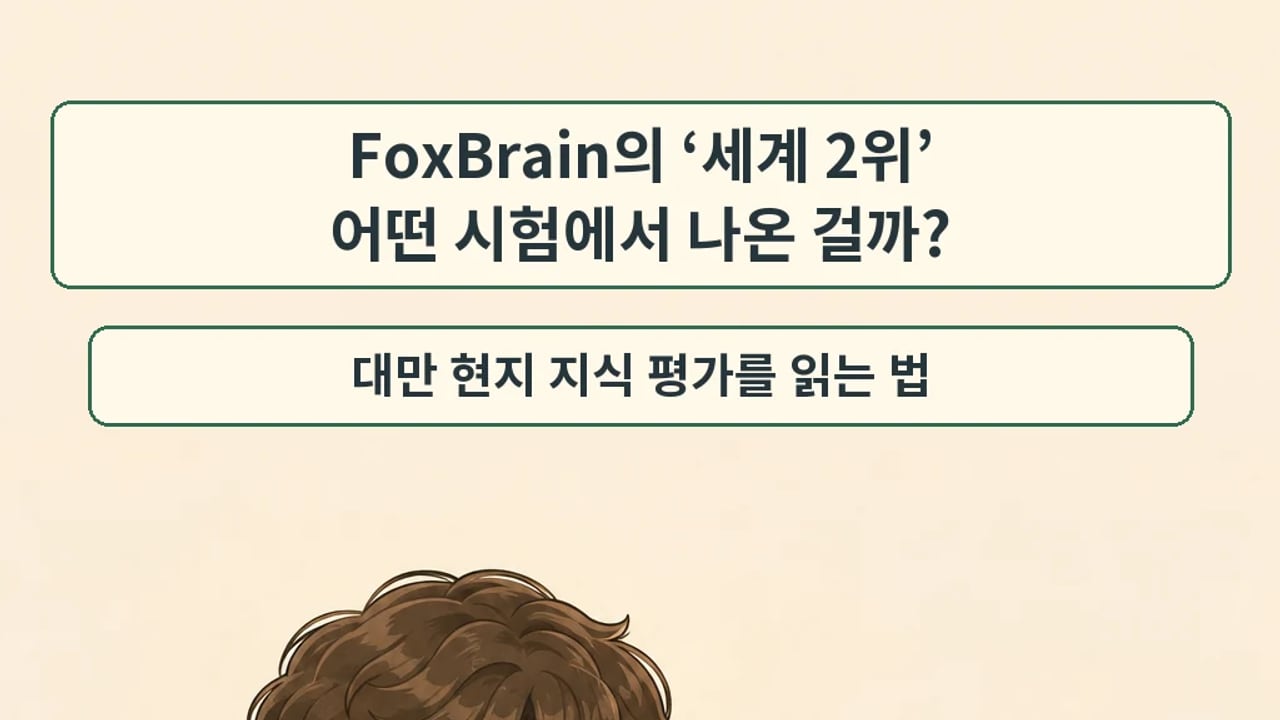 FoxBrain의 ‘세계 2위’
어떤 시험에서 나온 걸까?
대만 현지 지식 평가를 읽는 법